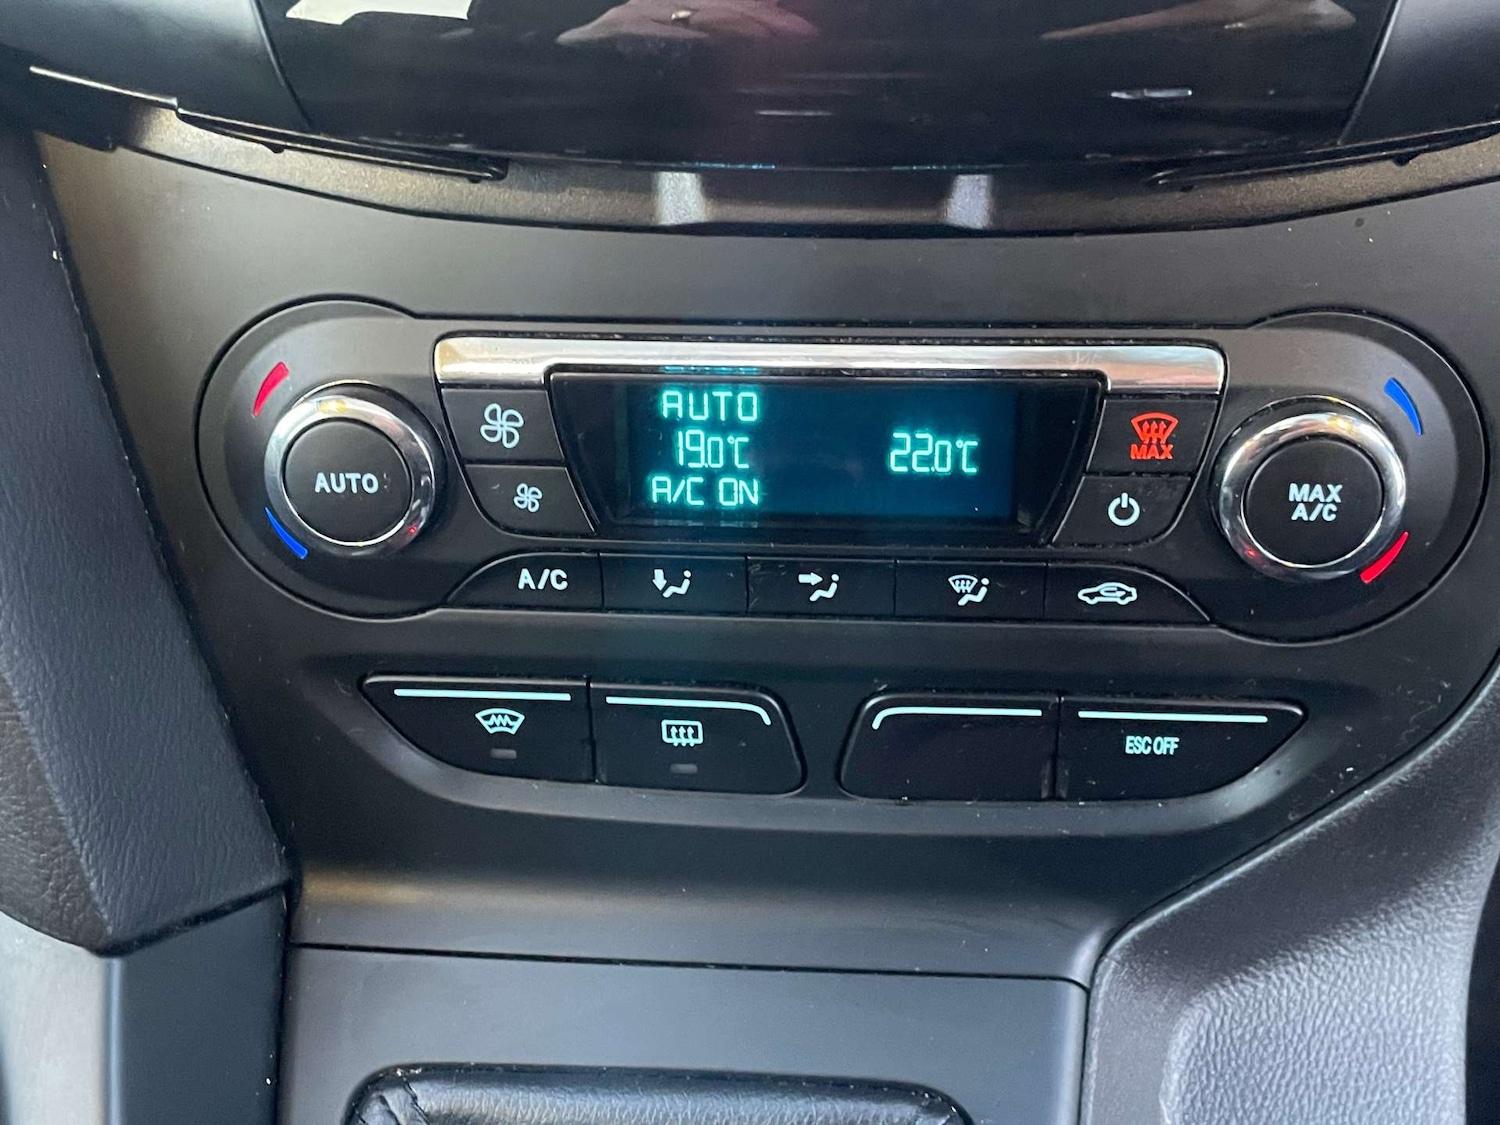 AUTO
19.0°C
A/C ON
22.0°C
MAX
AUTO
MAX
A/C
A/C
ESC OFF